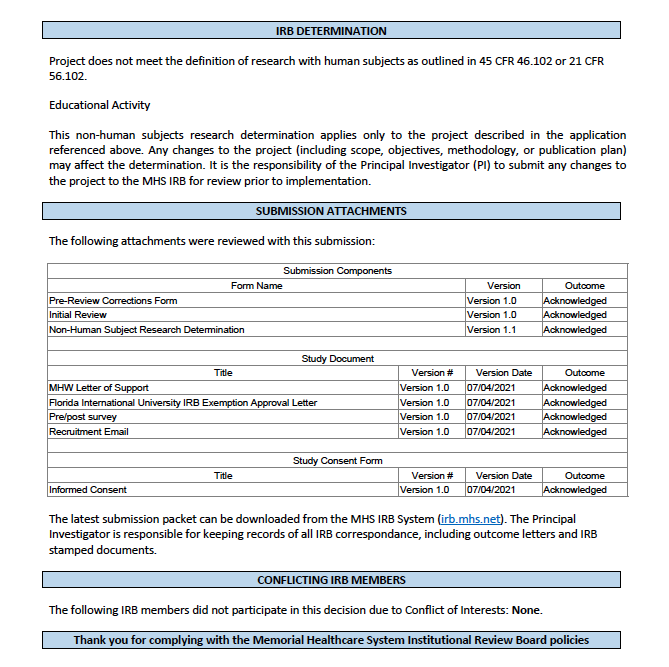 IRB DETERMINATION
Project does not meet the definition of research with human subjects as outlined in 45 CFR 46.102 or 21 CFR
56.102.
Educational Activity
This non-human subjects research determination applies only to the project described in the application
referenced above. Any changes to the project (including scope, objectives, methodology, or publication plan)
may affect the determination. It is the responsibility of the Principal Investigator (PI) to submit any changes to
the project to the MHS IRB for review prior to implementation.
SUBMISSION ATTACHMENTS
The following attachments were reviewed with this submission:
Submission Components
Form Name Version Outcome
Pre-Review Corrections Form Version 1.0 Acknowledged
Initial Review Version 1.0 Acknowledged
Non-Human Subject Research Determination Version 1.1 Acknowledged
Study Document
Title Version # Version Date Outcome
MHW Letter of Support Version 1.0 07/04/2021 Acknowledged
Florida International University IRB Exemption Approval Letter Version 1.0 07/04/2021 Acknowledged
Pre/post survey Version 1.0 07/04/2021 Acknowledged
Recruitment Email Version 1.0 07/04/2021 Acknowledged
Study Consent Form
Title Version # Version Date Outcome
Informed Consent Version 1.0 07/04/2021 Acknowledged
The latest submission packet can be downloaded from the MHS IRB System (irb.mhs.net). The Principal
Investigator is responsible for keeping records of all IRB correspondance, including outcome letters and IRB
stamped documents.
CONFLICTING IRB MEMBERS
The following IRB members did not participate in this decision due to Conflict of Interests: None.
Thank you for complying with the Memorial Healthcare System Institutional Review Board policies